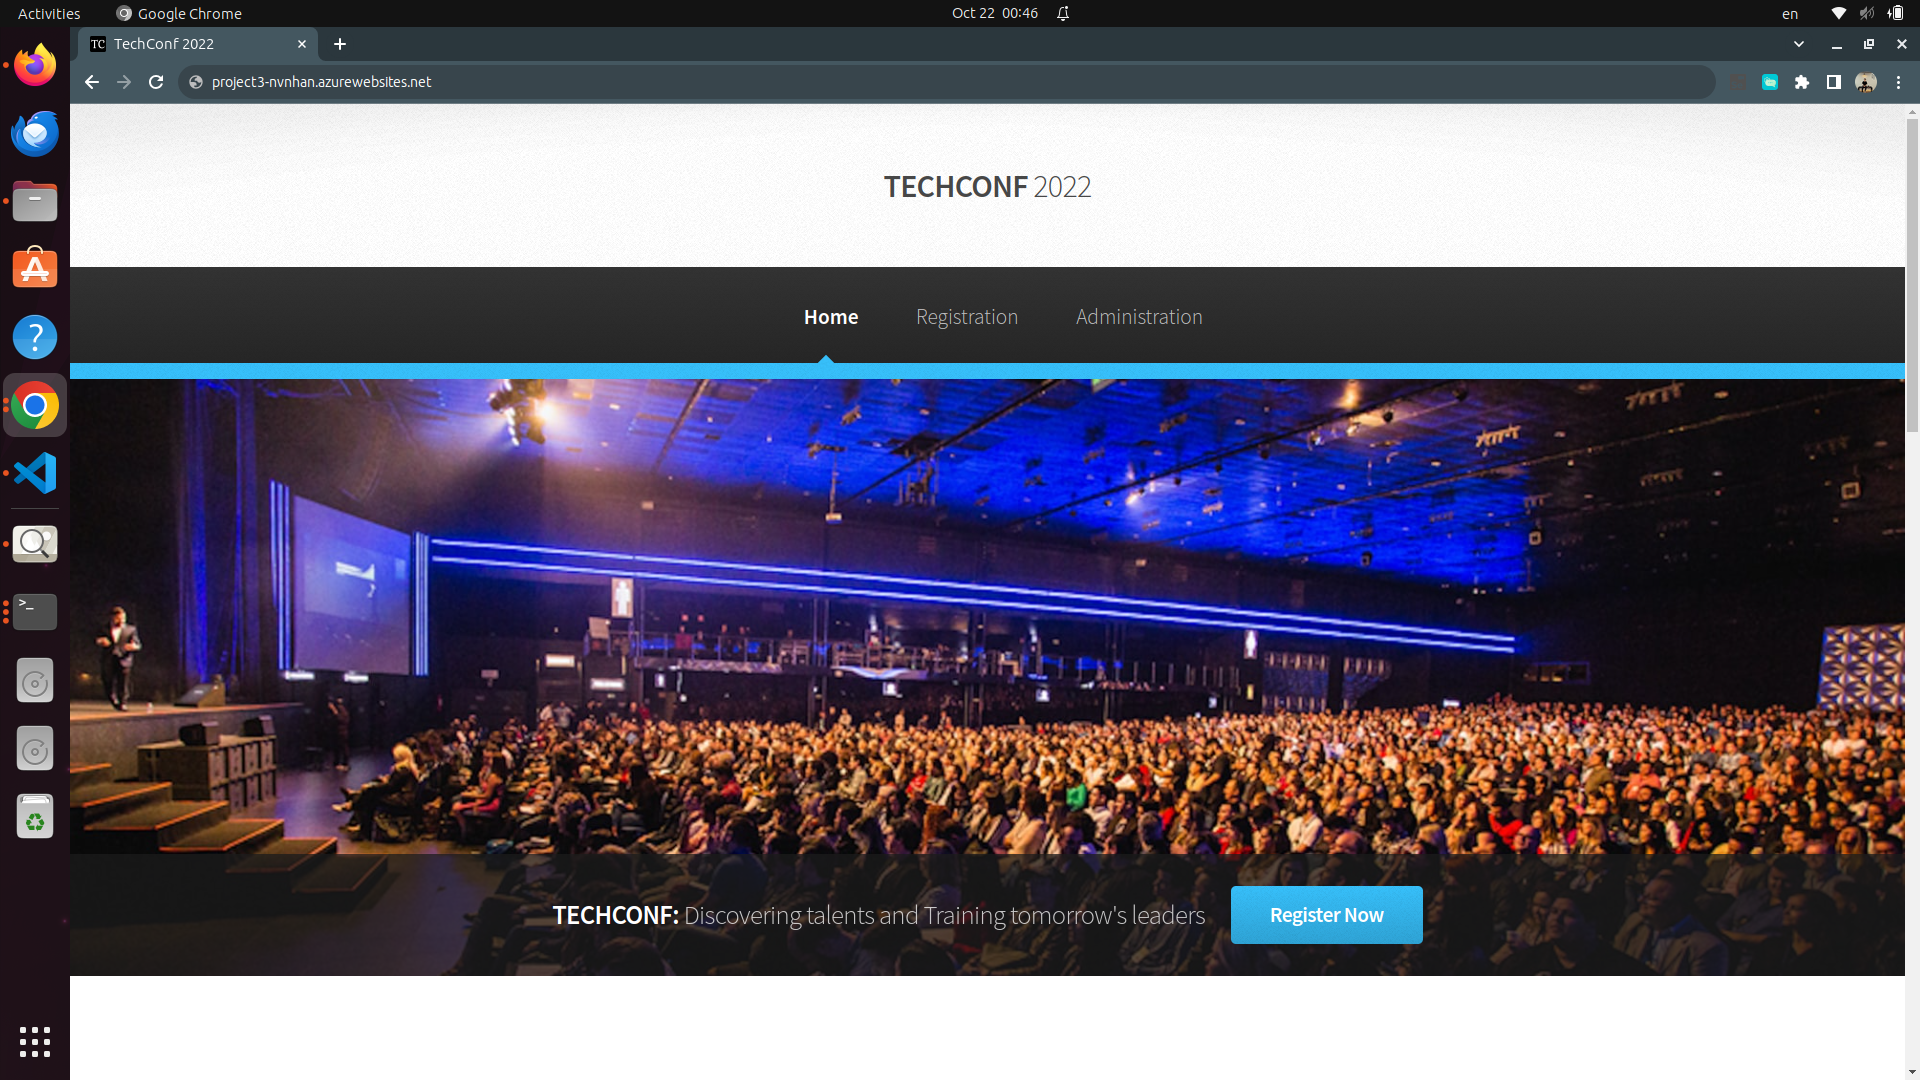 Activities Google Chrome Oct 22 00:46 en
TC TechConf 2022
project3-nvnhan.azurewebsites.net
TECHCONF 2022
Home Registration Administration
TECHCONF: Discovering talents and Training tomorrow's leaders Register Now